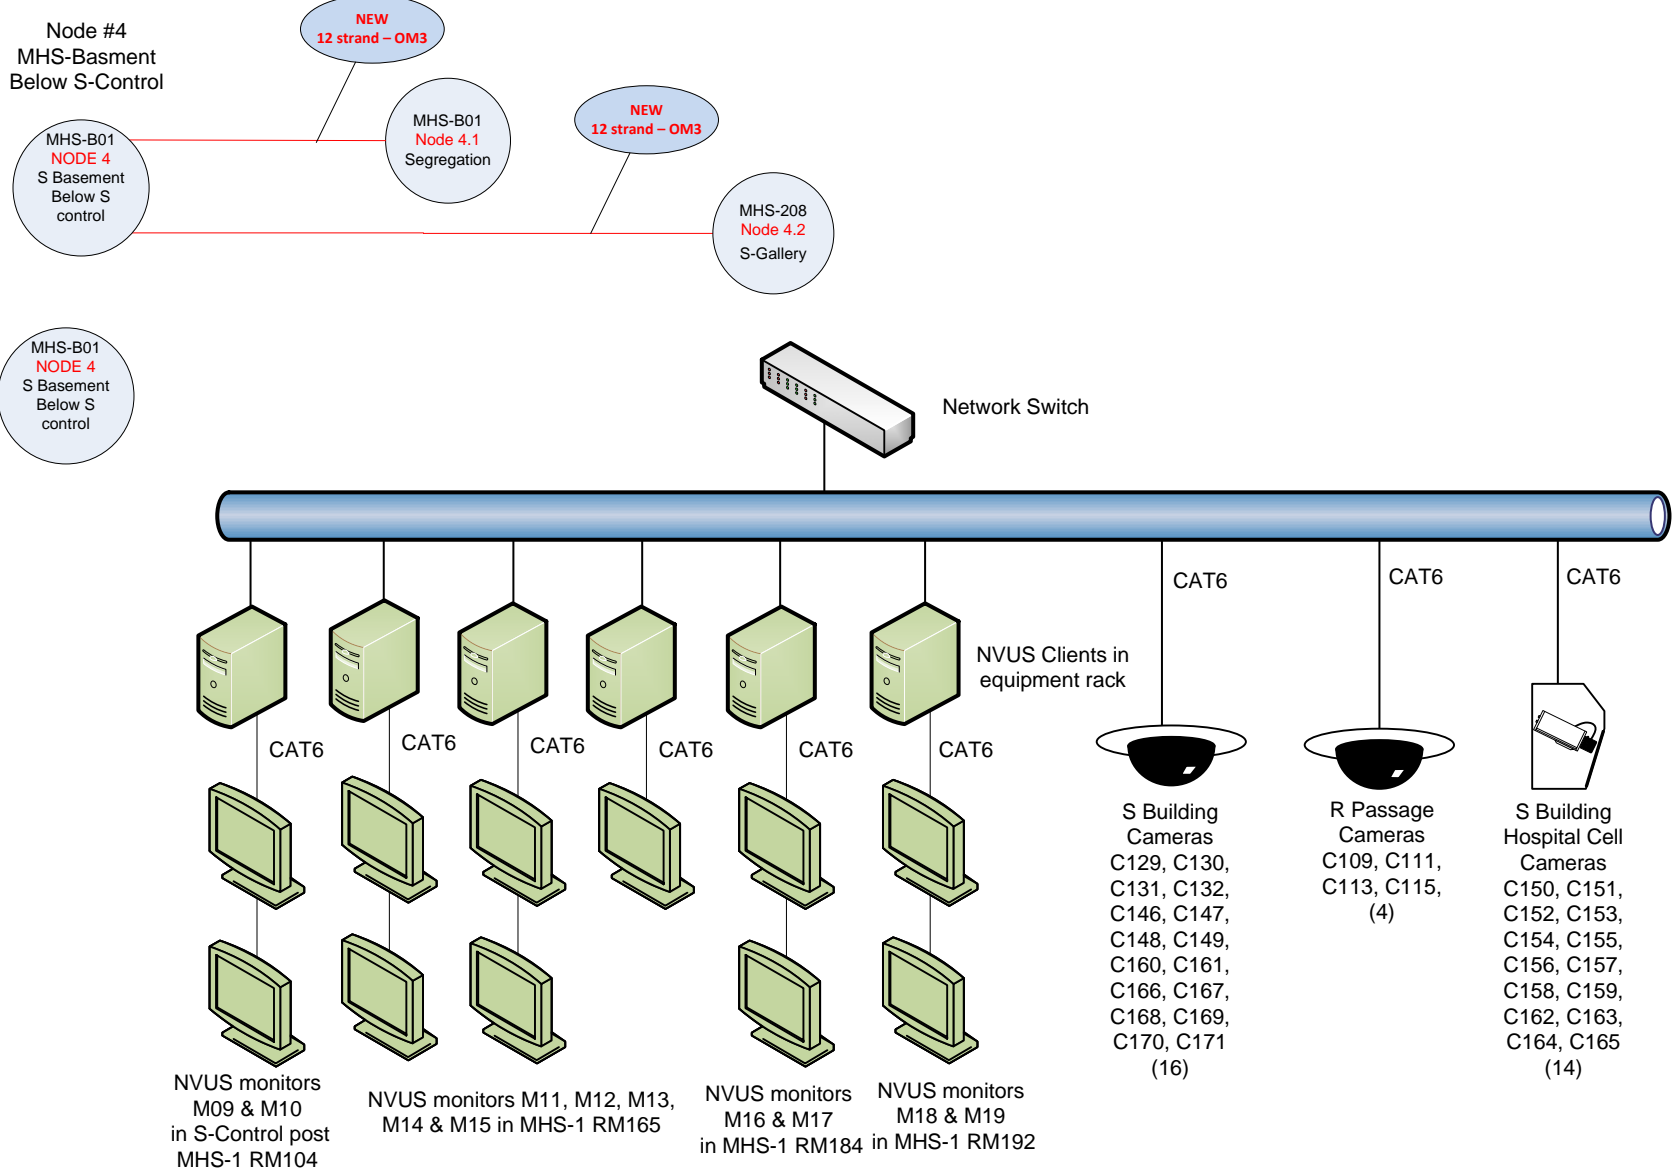 Node #4
MHS-Basment
Below S-Control
NEW
12 strand – OM3
NEW
12 strand – OM3
MHS-B01
NODE 4
S Basement
Below S
control
MHS-B01
Node 4.1
Segregation
MHS-208
Node 4.2
S-Gallery
MHS-B01
NODE 4
S Basement
Below S
control
Network Switch
CAT6
CAT6
CAT6
NVUS Clients in
equipment rack
CAT6
CAT6
CAT6
CAT6
CAT6
CAT6
S Building
Cameras
C129, C130,
C131, C132,
C146, C147,
C148, C149,
C160, C161,
C166, C167,
C168, C169,
C170, C171
(16)
R Passage
Cameras
C109, C111,
C113, C115,
(4)
S Building
Hospital Cell
Cameras
C150, C151,
C152, C153,
C154, C155,
C156, C157,
C158, C159,
C162, C163,
C164, C165
(14)
NVUS monitors
M09 & M10
in S-Control post
MHS-1 RM104
NVUS monitors M11, M12, M13,
M14 & M15 in MHS-1 RM165
NVUS monitors
M16 & M17
in MHS-1 RM184
NVUS monitors
M18 & M19
in MHS-1 RM192